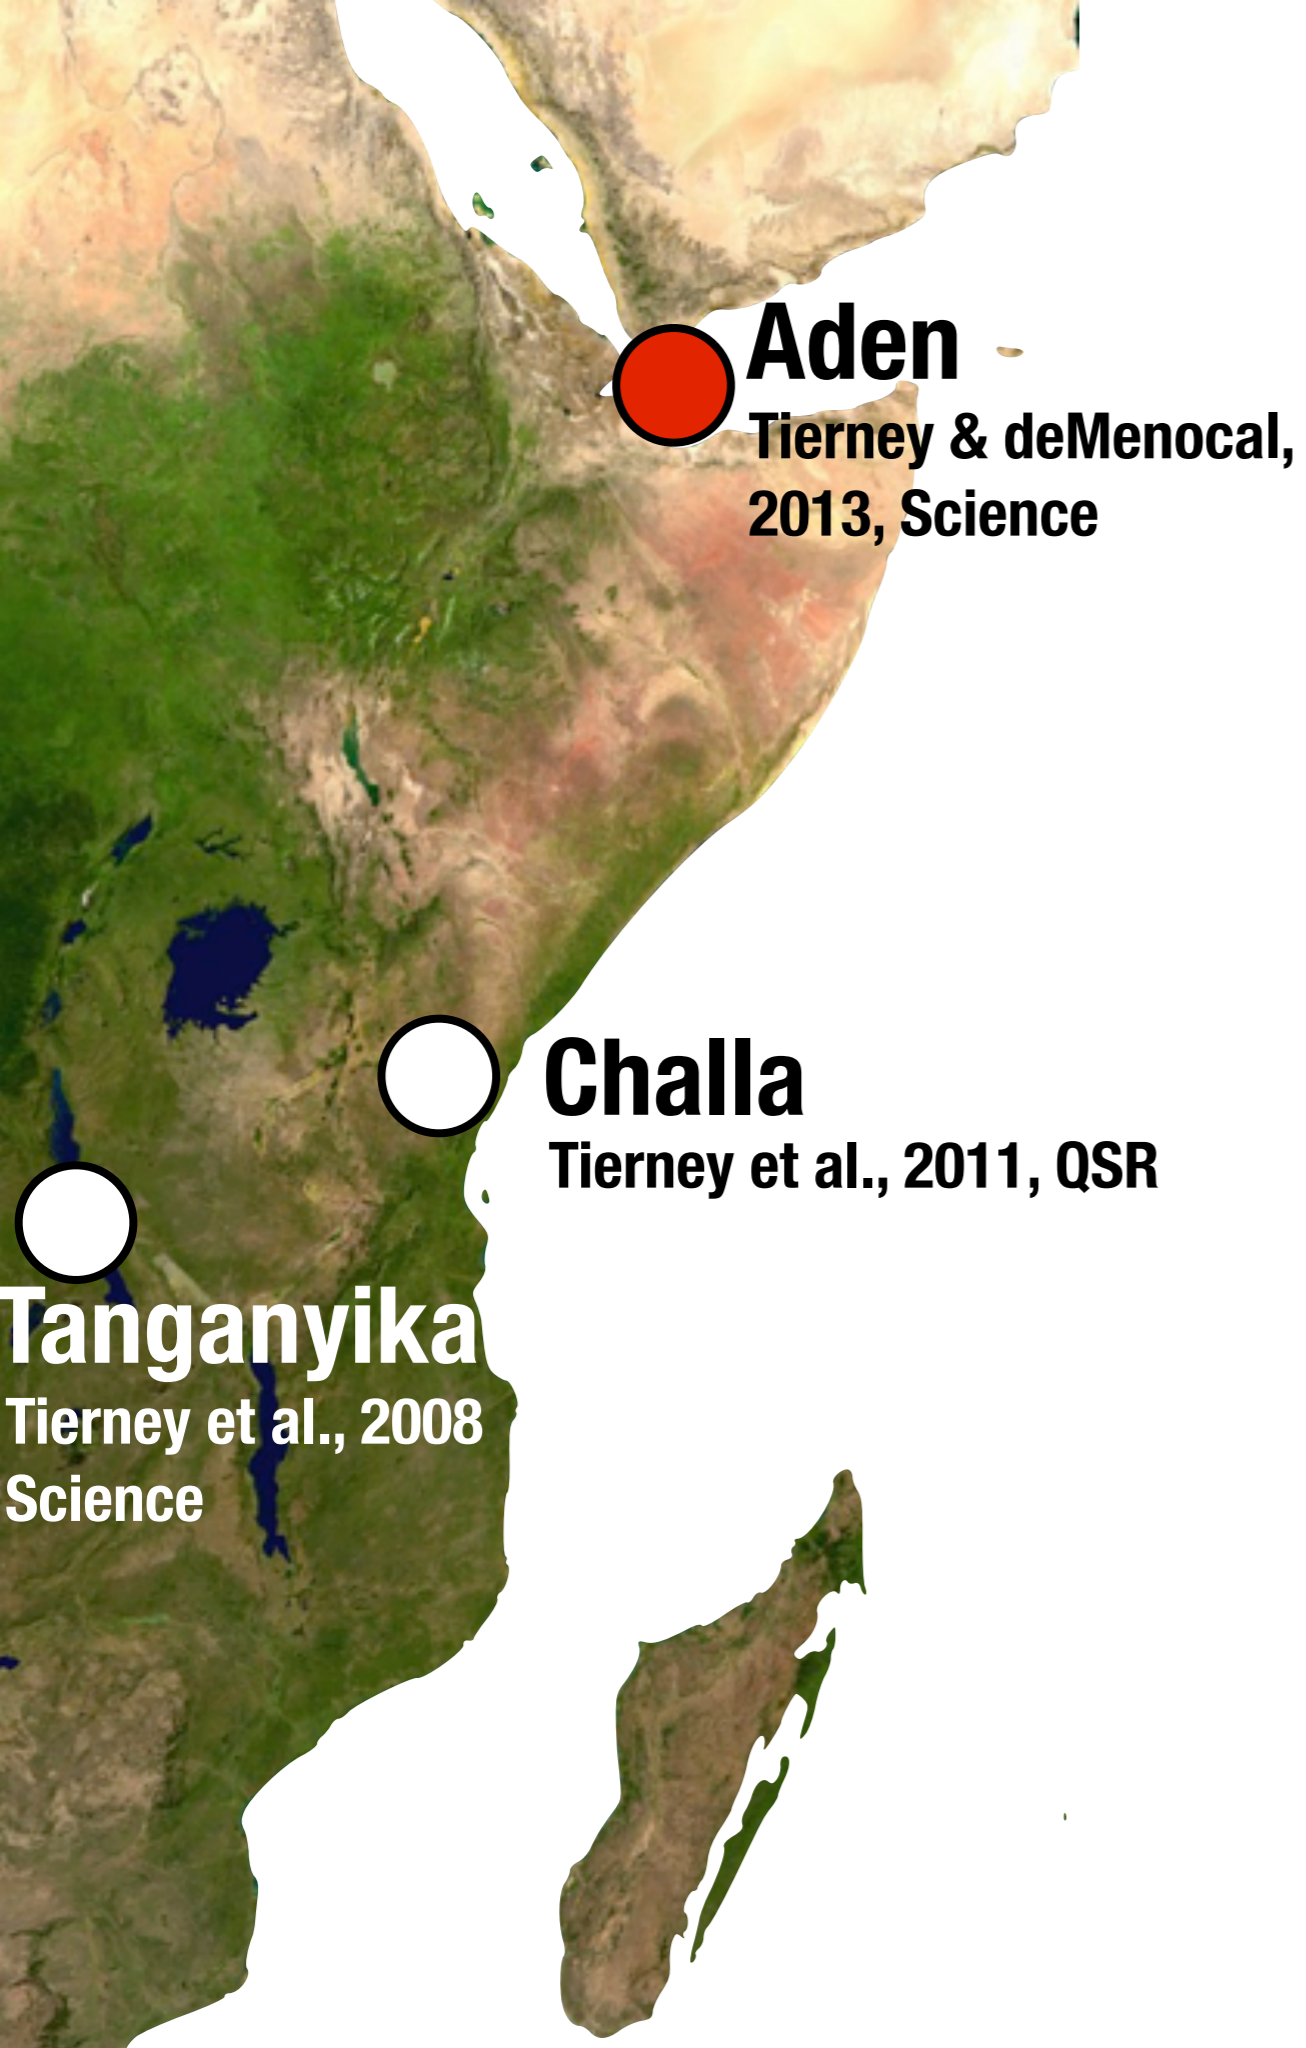 Aden
Tierney & deMenocal,
2013, Science
Challa
Tierney et al., 2011, QSR
Tanganyika
Tierney et al., 2008
Science